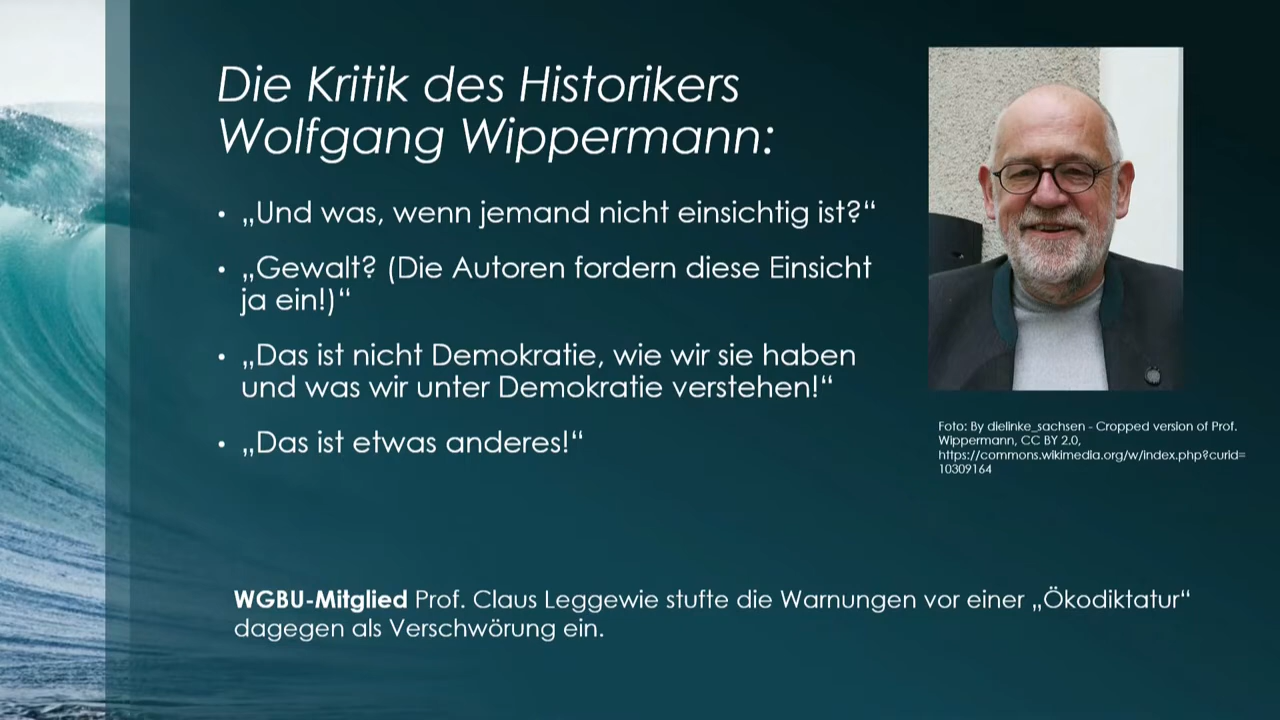 Die Kritik des Historikers
Wolfgang Wippermann:
• „Und was, wenn jemand nicht einsichtig ist?“
• „Gewalt? (Die Autoren fordern diese Einsicht
ja ein!)“
• „Das ist nicht Demokratie, wie wir sie haben
und was wir unter Demokratie verstehen!“
• „Das ist etwas anderes!“
Foto: By dielinke_sachsen - Cropped version of Prof.
Wippermann, CC BY 2.0,
https://commons.wikimedia.org/w/index.php?curid=
10309164
WGBU-Mitglied Prof. Claus Leggewie stufte die Warnungen vor einer „Ökodiktatur“
dagegen als Verschwörung ein.